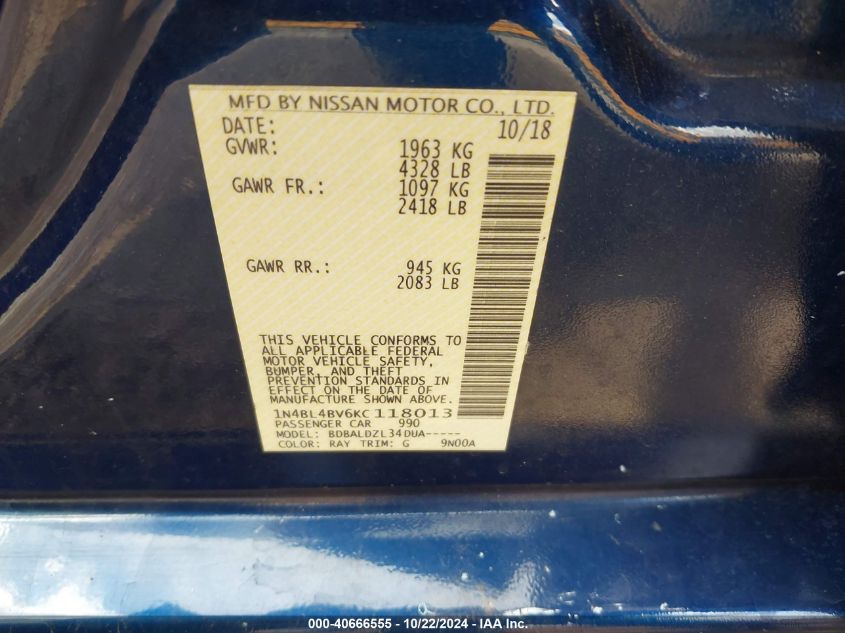 MFD BY NISSAN MOTOR CO., LTD.
DATE: 10/18
GVWR: 1963 KG
4328 LB
GAWR FR.: 1097 KG
2418 LB
GAWR RR.: 945 KG
2083 LB
THIS VEHICLE CONFORMS TO
ALL APPLICABLE FEDERAL
MOTOR VEHICLE SAFETY,
BUMPER, AND THEFT
PREVENTION STANDARDS IN
EFFECT ON THE DATE OF
MANUFACTURE SHOWN ABOVE.
1N4BL4BV6KC118013
PASSENGER CAR 990
MODEL: BDBALDZL34DUA-----
COLOR: RAY TRIM: G 9N00A
000-40666555 - 10/22/2024 - IAA Inc.